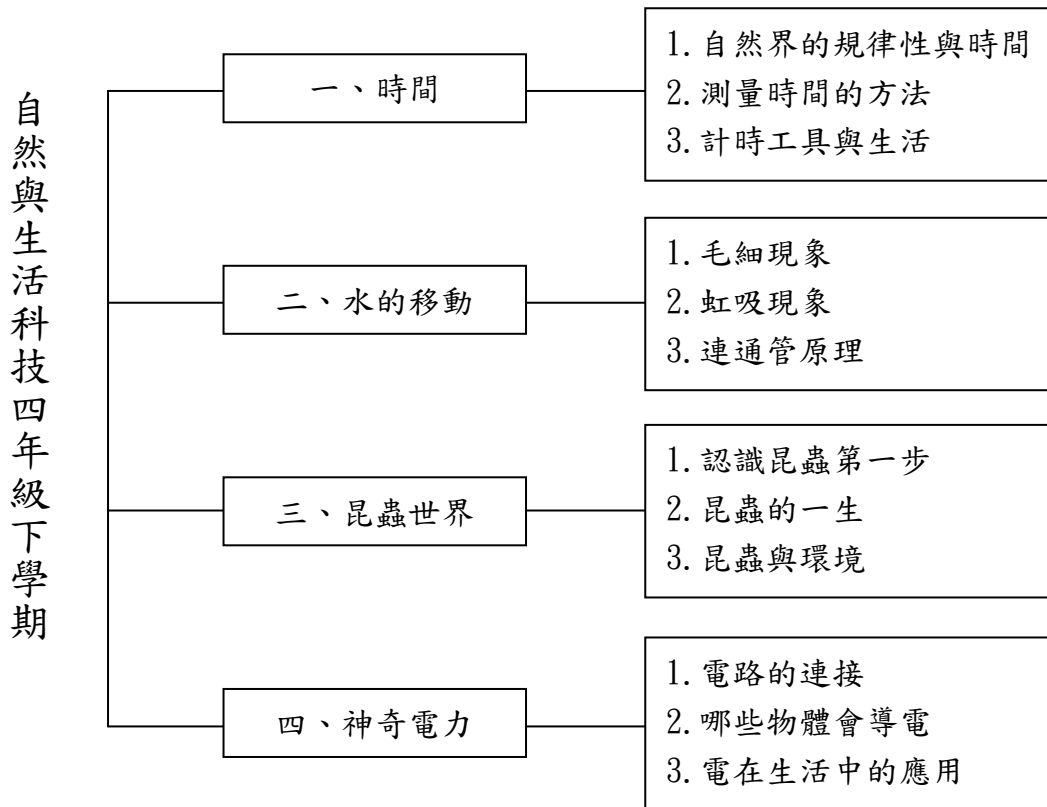 自然與生活科技四年級下學期
一、時間
1. 自然界的規律性與時間
2. 測量時間的方法
3. 計時工具與生活
二、水的移動
1. 毛細現象
2. 虹吸現象
3. 連通管原理
三、昆蟲世界
1. 認識昆蟲第一步
2. 昆蟲的一生
3. 昆蟲與環境
四、神奇電力
1. 電路的連接
2. 哪些物體會導電
3. 電在生活中的應用